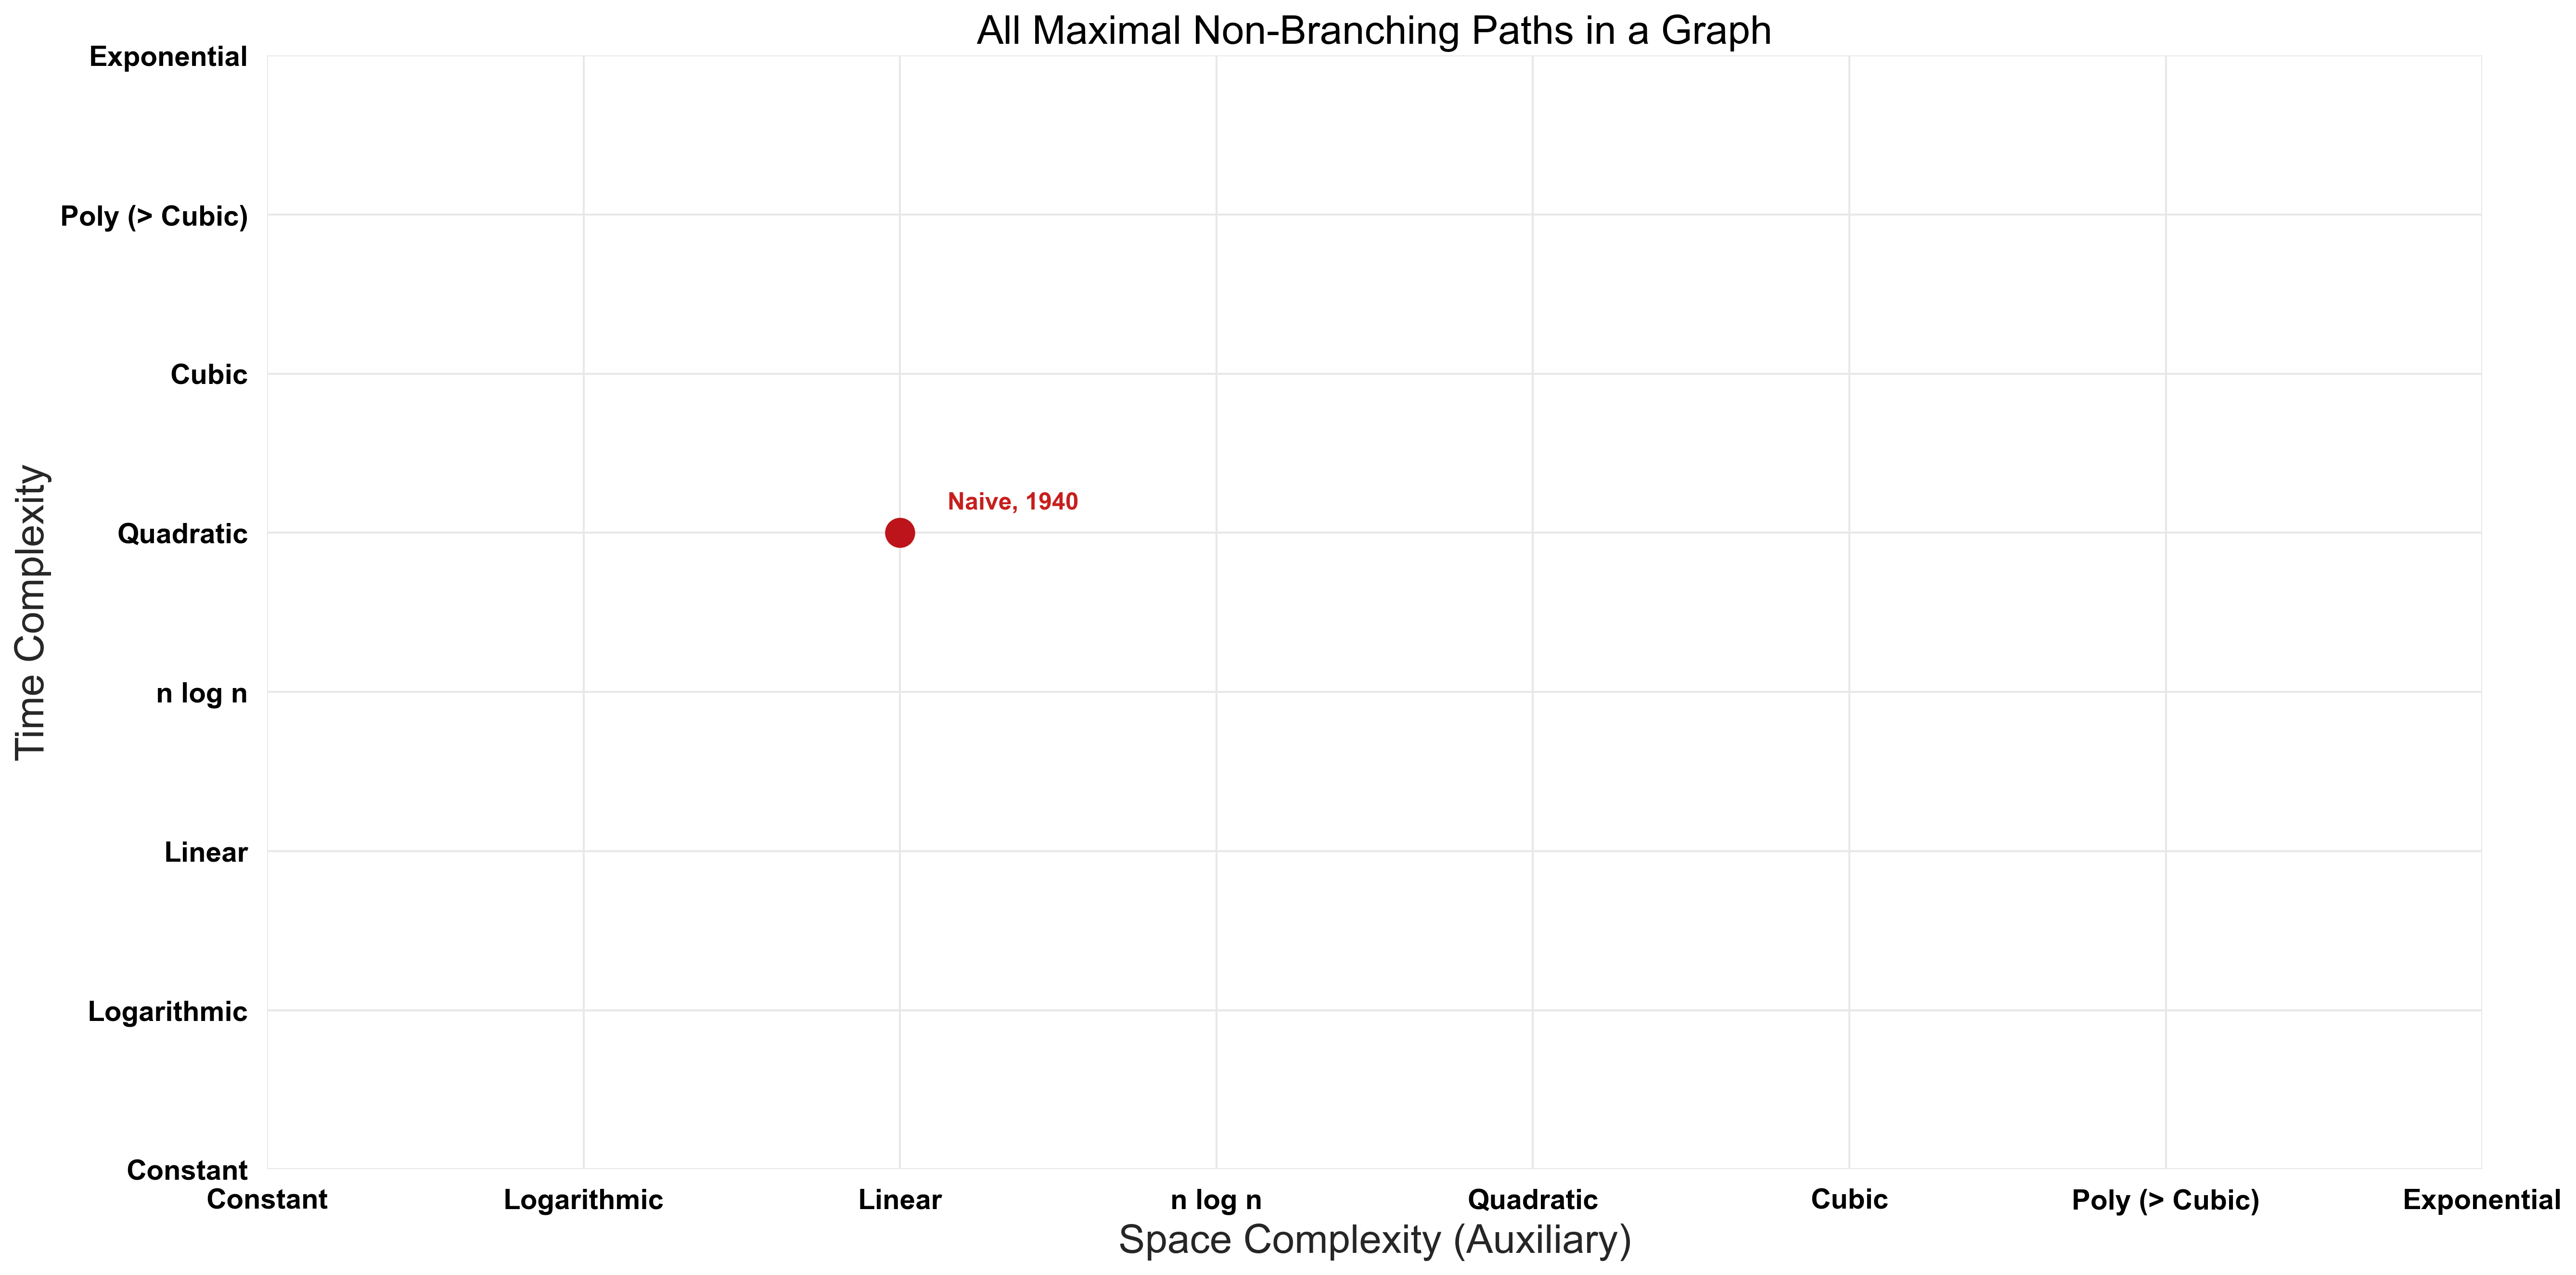 All Maximal Non-Branching Paths in a Graph
Exponential
Poly (> Cubic)
Cubic
Quadratic
n log n
Linear
Logarithmic
Constant
Time Complexity
Naive, 1940
Constant
Logarithmic
Linear
n log n
Quadratic
Cubic
Poly (> Cubic)
Exponential
Space Complexity (Auxiliary)